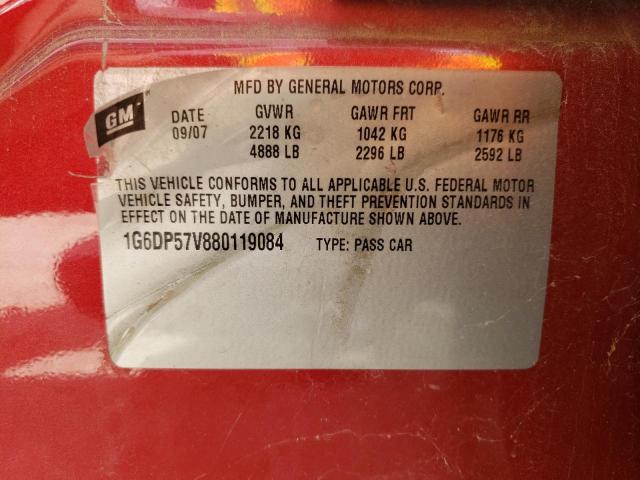 MFD BY GENERAL MOTORS CORP.
GM
DATE GVWR GAWR FRT GAWR RR
09/07 2218 KG 1042 KG 1176 KG
4888 LB 2296 LB 2592 LB
THIS VEHICLE CONFORMS TO ALL APPLICABLE U.S. FEDERAL MOTOR
VEHICLE SAFETY, BUMPER, AND THEFT PREVENTION STANDARDS IN
EFFECT ON THE DATE OF MANUFACTURE SHOWN ABOVE.
1G6DP57V880119084 TYPE: PASS CAR